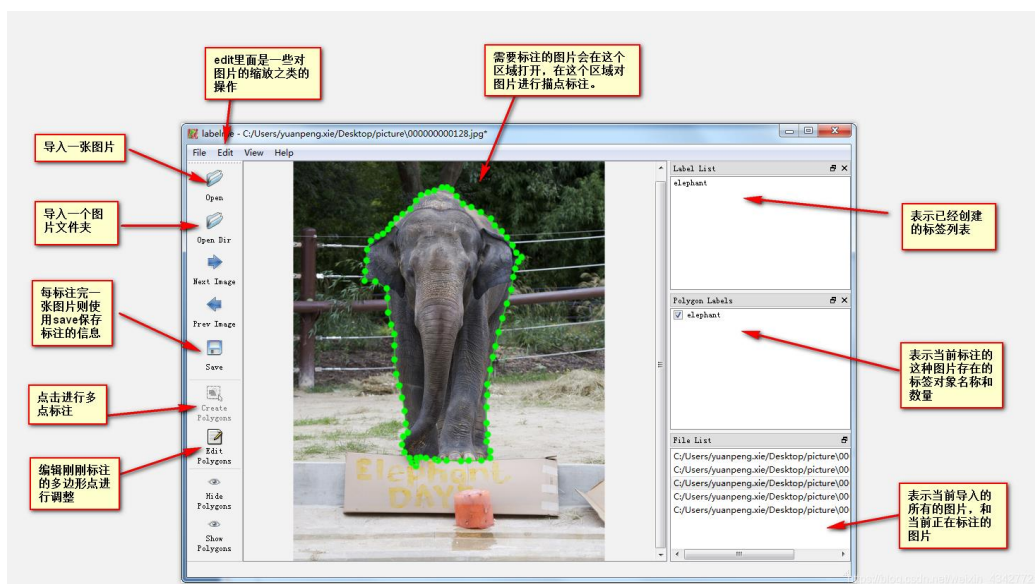 edit里面是一些对
图片的缩放之类的
操作
需要标注的图片会在这个
区域打开，在这个区域对
图片进行描点标注。
labelme - C:/Users/yuanpeng.xie/Desktop/picture\000000000128.jpg*
File Edit View Help
导入一张图片
Open
导入一个图
片文件夹
Open Dir
Next Image
Prev Image
每标注完一
张图片则使
用save保存
标注的信息
Save
点击进行多
点标注
Create
Polygons
Edit
Polygons
编辑刚刚标注
的多边形点进
行调整
Hide
Polygons
Show
Polygons
Elephant
DAY
Label List
elephant
表示已经创建
的标签列表
Polygon Labels
elephant
表示当前标注的
这种图片存在的
标签对象名称和
数量
File List
C:/Users/yuanpeng.xie/Desktop/picture\00
C:/Users/yuanpeng.xie/Desktop/picture\00
C:/Users/yuanpeng.xie/Desktop/picture\00
C:/Users/yuanpeng.xie/Desktop/picture\00
C:/Users/yuanpeng.xie/Desktop/picture\00
表示当前导入的
所有的图片，和
当前正在标注的
图片